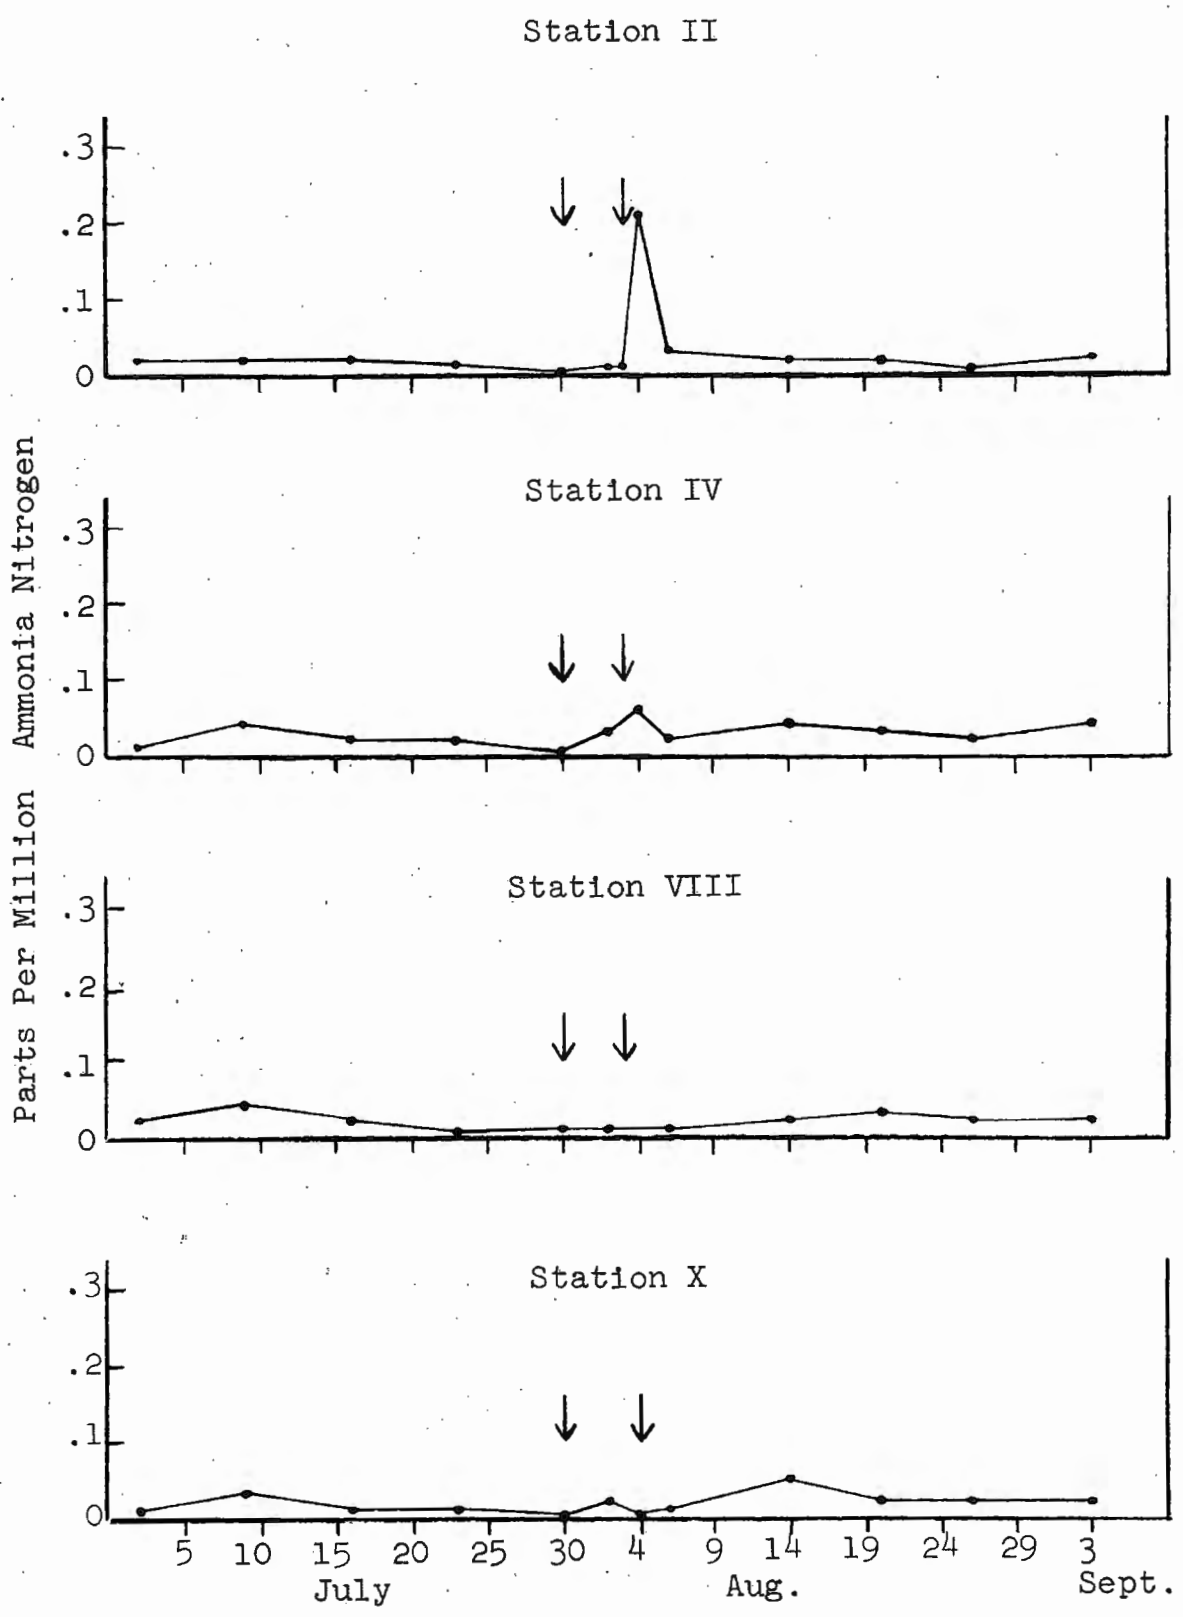 Station II
.3
.2
.1
0
Station IV
.3
.2
.1
0
Station VIII
.3
.2
.1
0
Station X
.3
.2
.1
0
5 10 15 20 25 30 4 9 14 19 24 29 3
July Aug. Sept.
Parts Per Million Ammonia Nitrogen